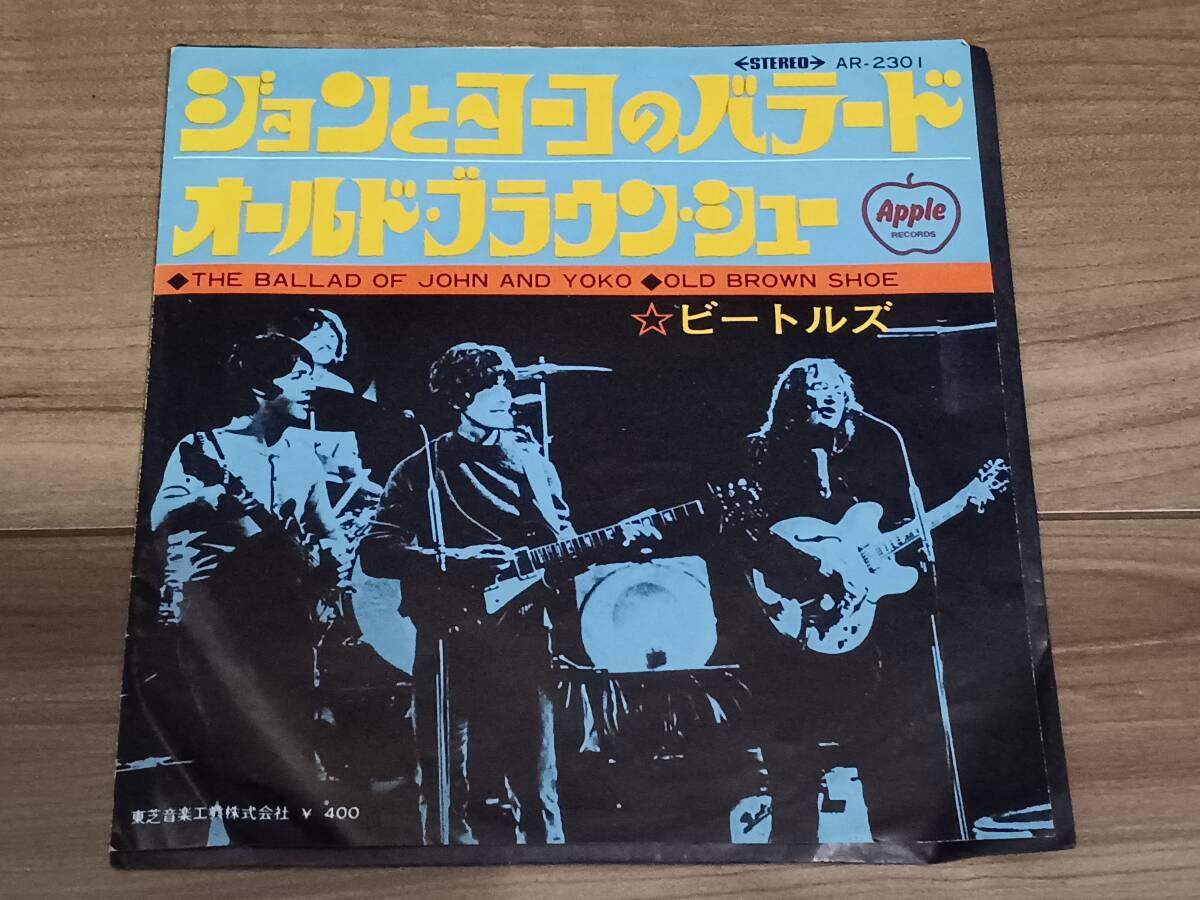 ←STEREO→ AR-2301
ジョンとヨーコのバラード
オールド・ブラウン・シュー
Apple
RECORDS
◆THE BALLAD OF JOHN AND YOKO ◆OLD BROWN SHOE
☆ビートルズ
東芝音楽工業株式会社 ¥ 400